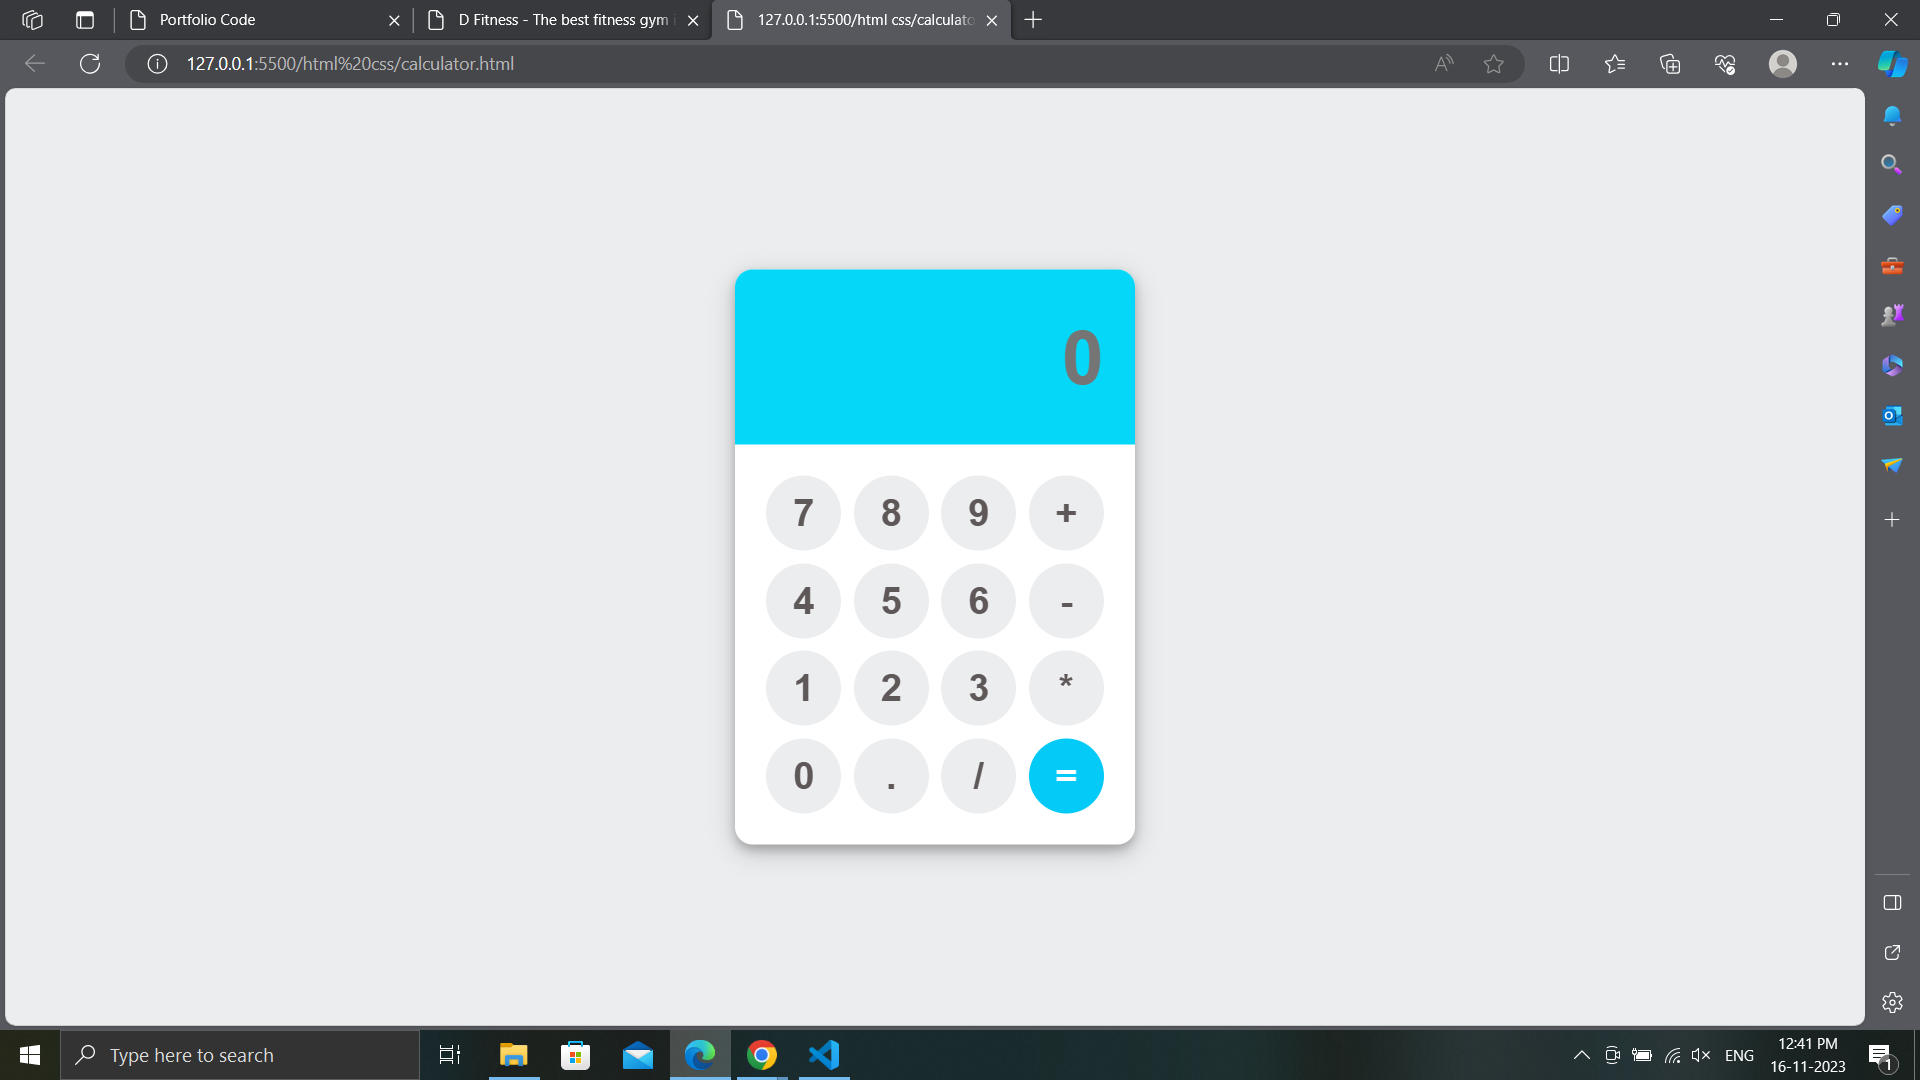 Portfolio Code
D Fitness - The best fitness gym i
127.0.0.1:5500/html css/calculato
127.0.0.1:5500/html%20css/calculator.html
0
7 8 9 +
4 5 6 -
1 2 3 *
0 . / =
Type here to search
ENG
12:41 PM
16-11-2023
1